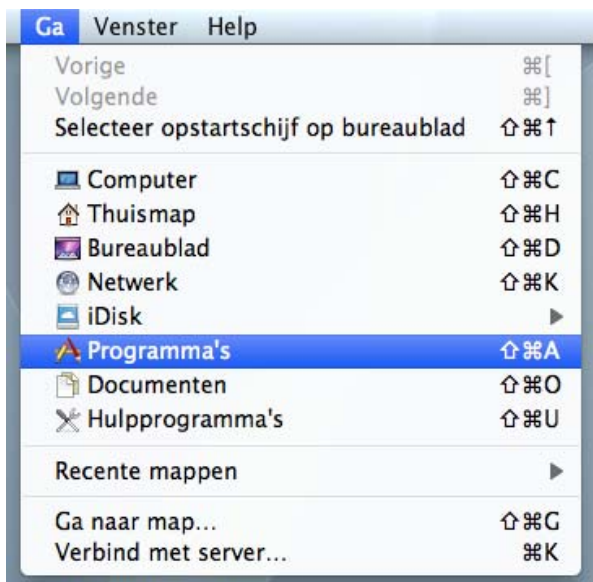 Ga Venster Help
Vorige ⌘[
Volgende ⌘]
Selecteer opstartschijf op bureaublad ⇧⌘↑
Computer ⇧⌘C
Thuismap ⇧⌘H
Bureaublad ⇧⌘D
Netwerk ⇧⌘K
iDisk ▶
Programma's ⇧⌘A
Documenten ⇧⌘O
Hulpprogramma's ⇧⌘U
Recente mappen ▶
Ga naar map... ⇧⌘G
Verbind met server... ⌘K